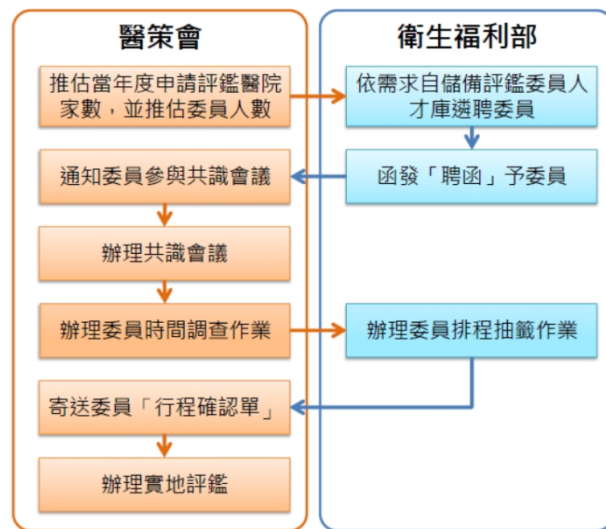 醫策會
衛生福利部
推估當年度申請評鑑醫院
家數，並推估委員人數
依需求自儲備評鑑委員人
才庫遴聘委員
通知委員參與共識會議
函發「聘函」予委員
辦理共識會議
辦理委員時間調查作業
辦理委員排程抽籤作業
寄送委員「行程確認單」
辦理實地評鑑